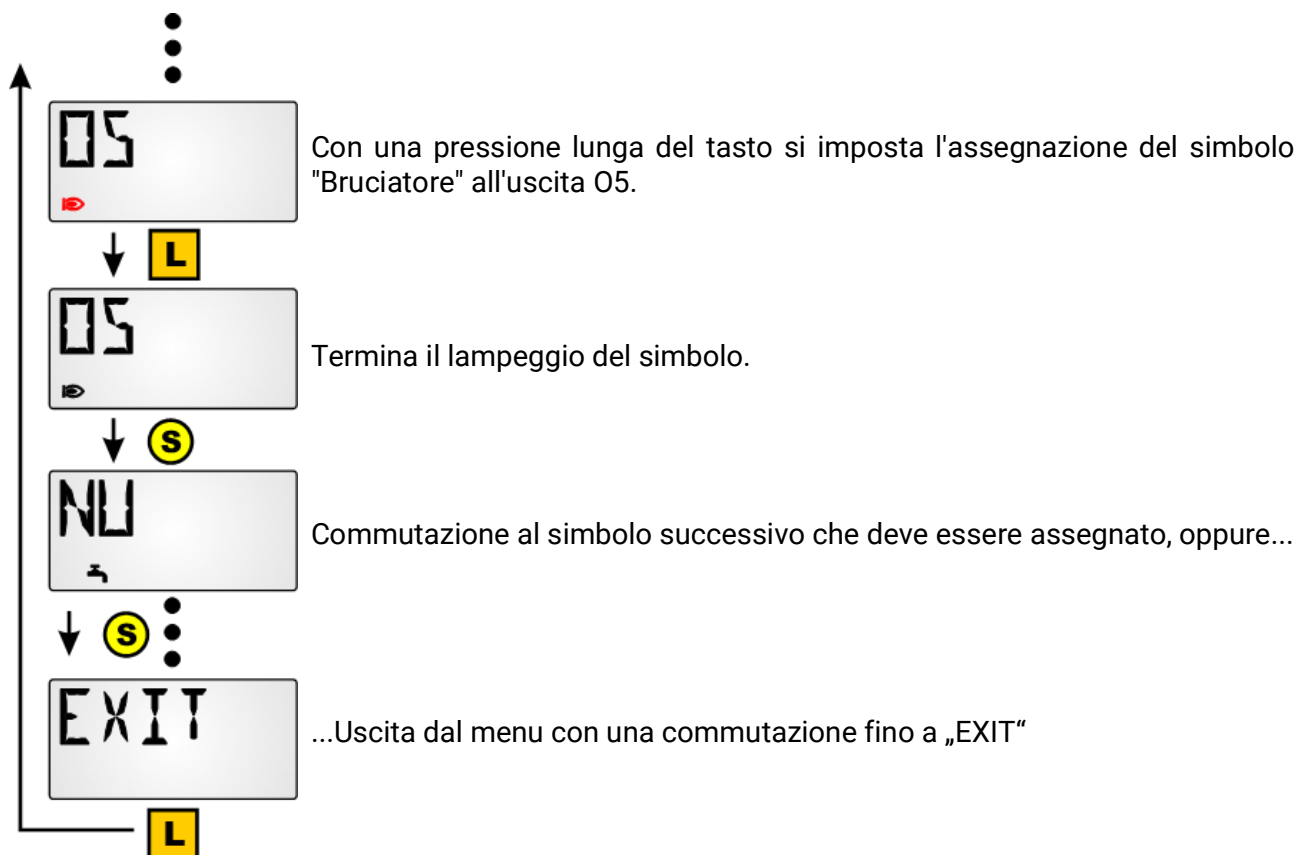 O5
Con una pressione lunga del tasto si imposta l'assegnazione del simbolo
"Bruciatore" all'uscita O5.
L
O5
Termina il lampeggio del simbolo.
S
NU
Commutazione al simbolo successivo che deve essere assegnato, oppure...
S
EXIT
...Uscita dal menu con una commutazione fino a „EXIT“
L